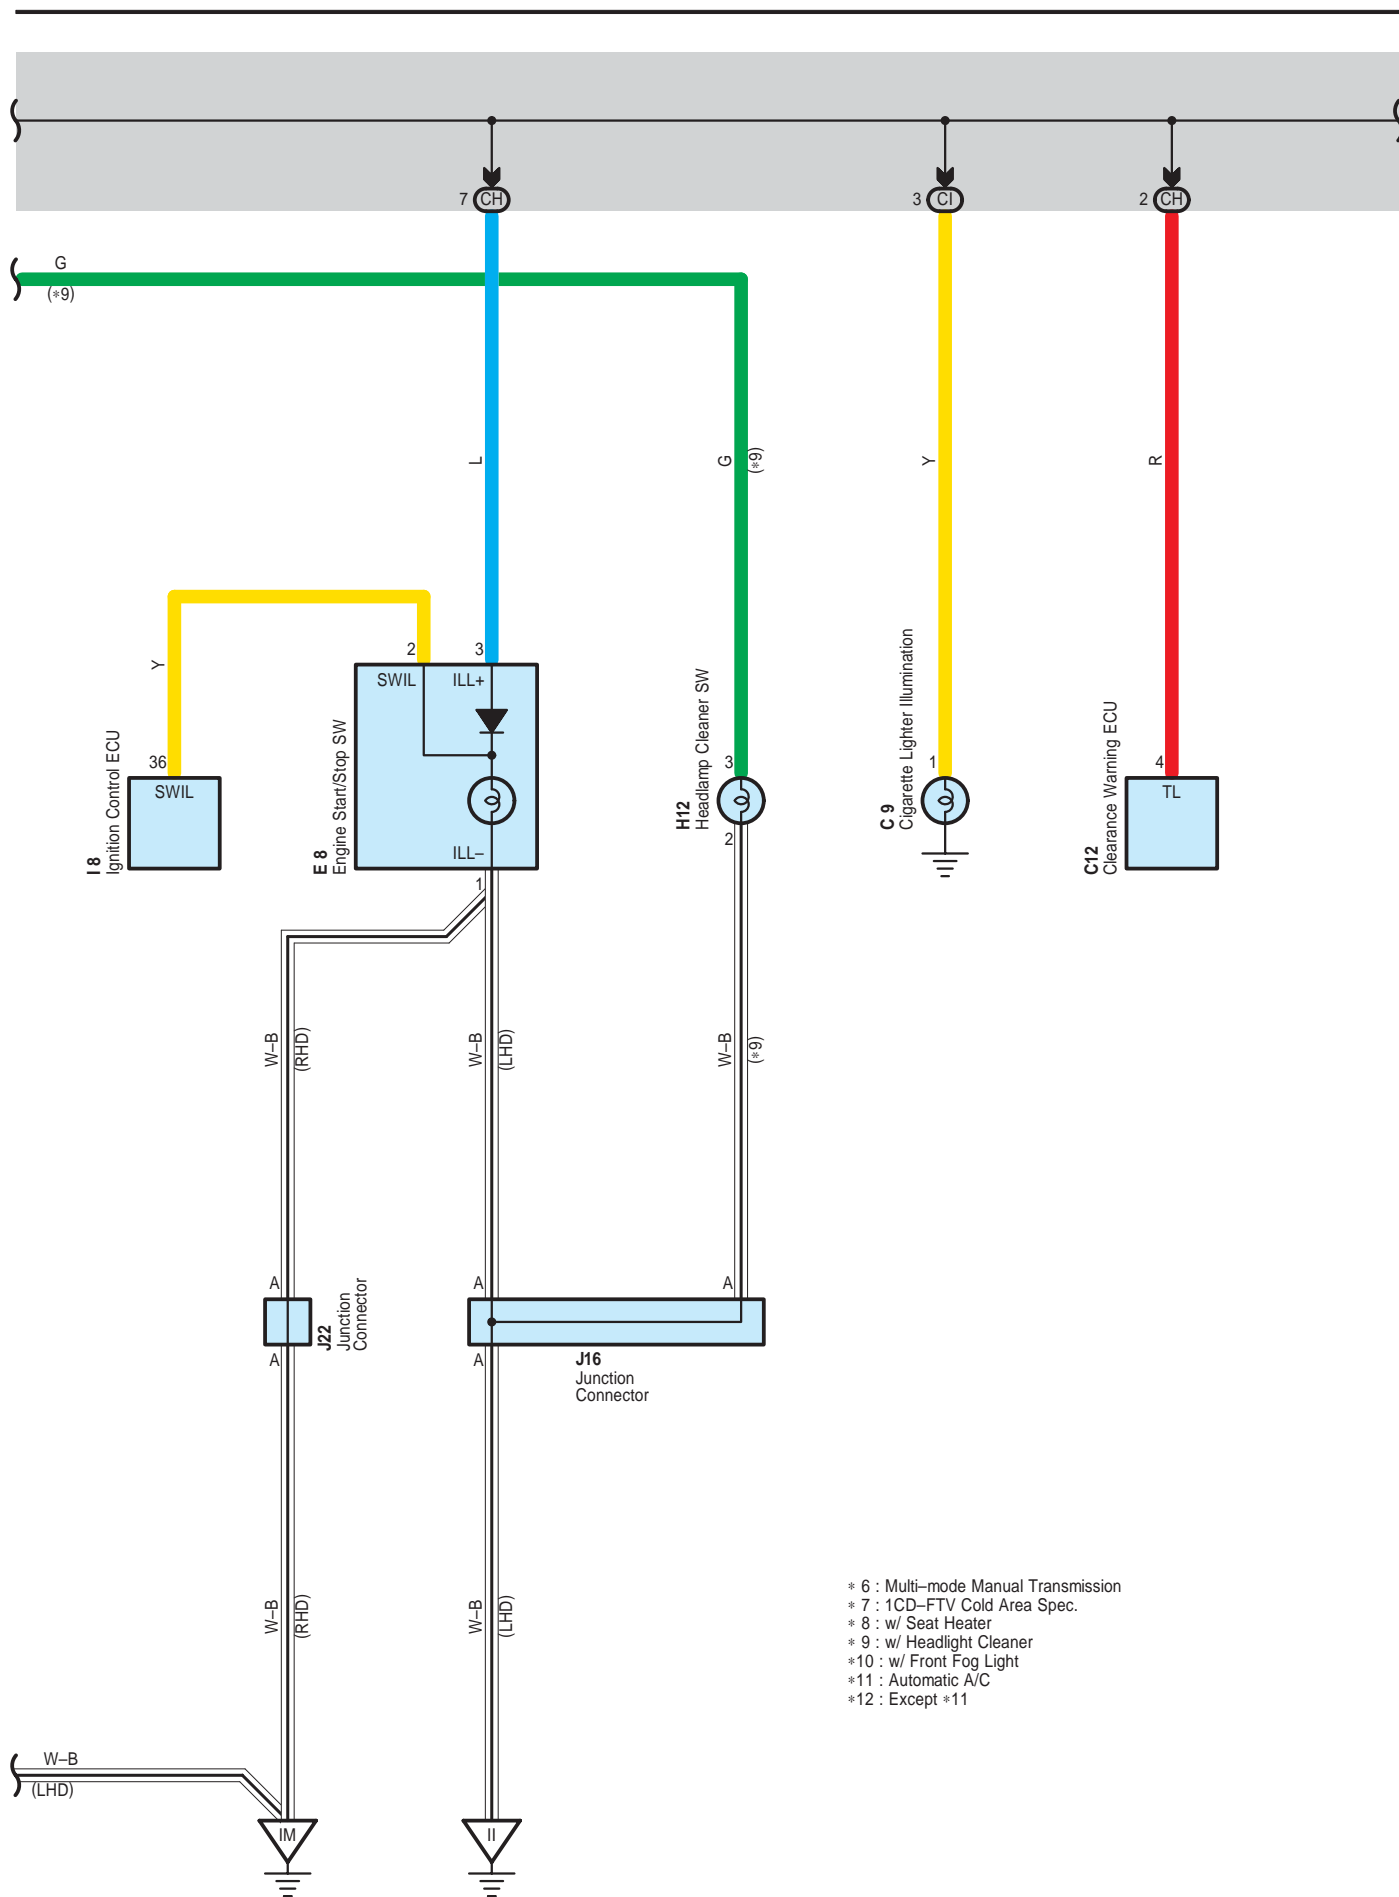 7 CH
3 CI
2 CH
G
(∗9)
L
G
(∗9)
Y
R
Y
2
3
SWIL
ILL+
ILL–
1
E 8
Engine Start/Stop SW
36
SWIL
I 8
Ignition Control ECU
3
2
H12
Headlamp Cleaner SW
1
C 9
Cigarette Lighter Illumination
4
TL
C12
Clearance Warning ECU
W–B
(RHD)
W–B
(LHD)
W–B
(∗9)
A
A
A
J22
Junction
Connector
A
A
J16
Junction
Connector
W–B
(RHD)
W–B
(LHD)
∗ 6 : Multi–mode Manual Transmission
∗ 7 : 1CD–FTV Cold Area Spec.
∗ 8 : w/ Seat Heater
∗ 9 : w/ Headlight Cleaner
∗10 : w/ Front Fog Light
∗11 : Automatic A/C
∗12 : Except ∗11
W–B
(LHD)
IM
II